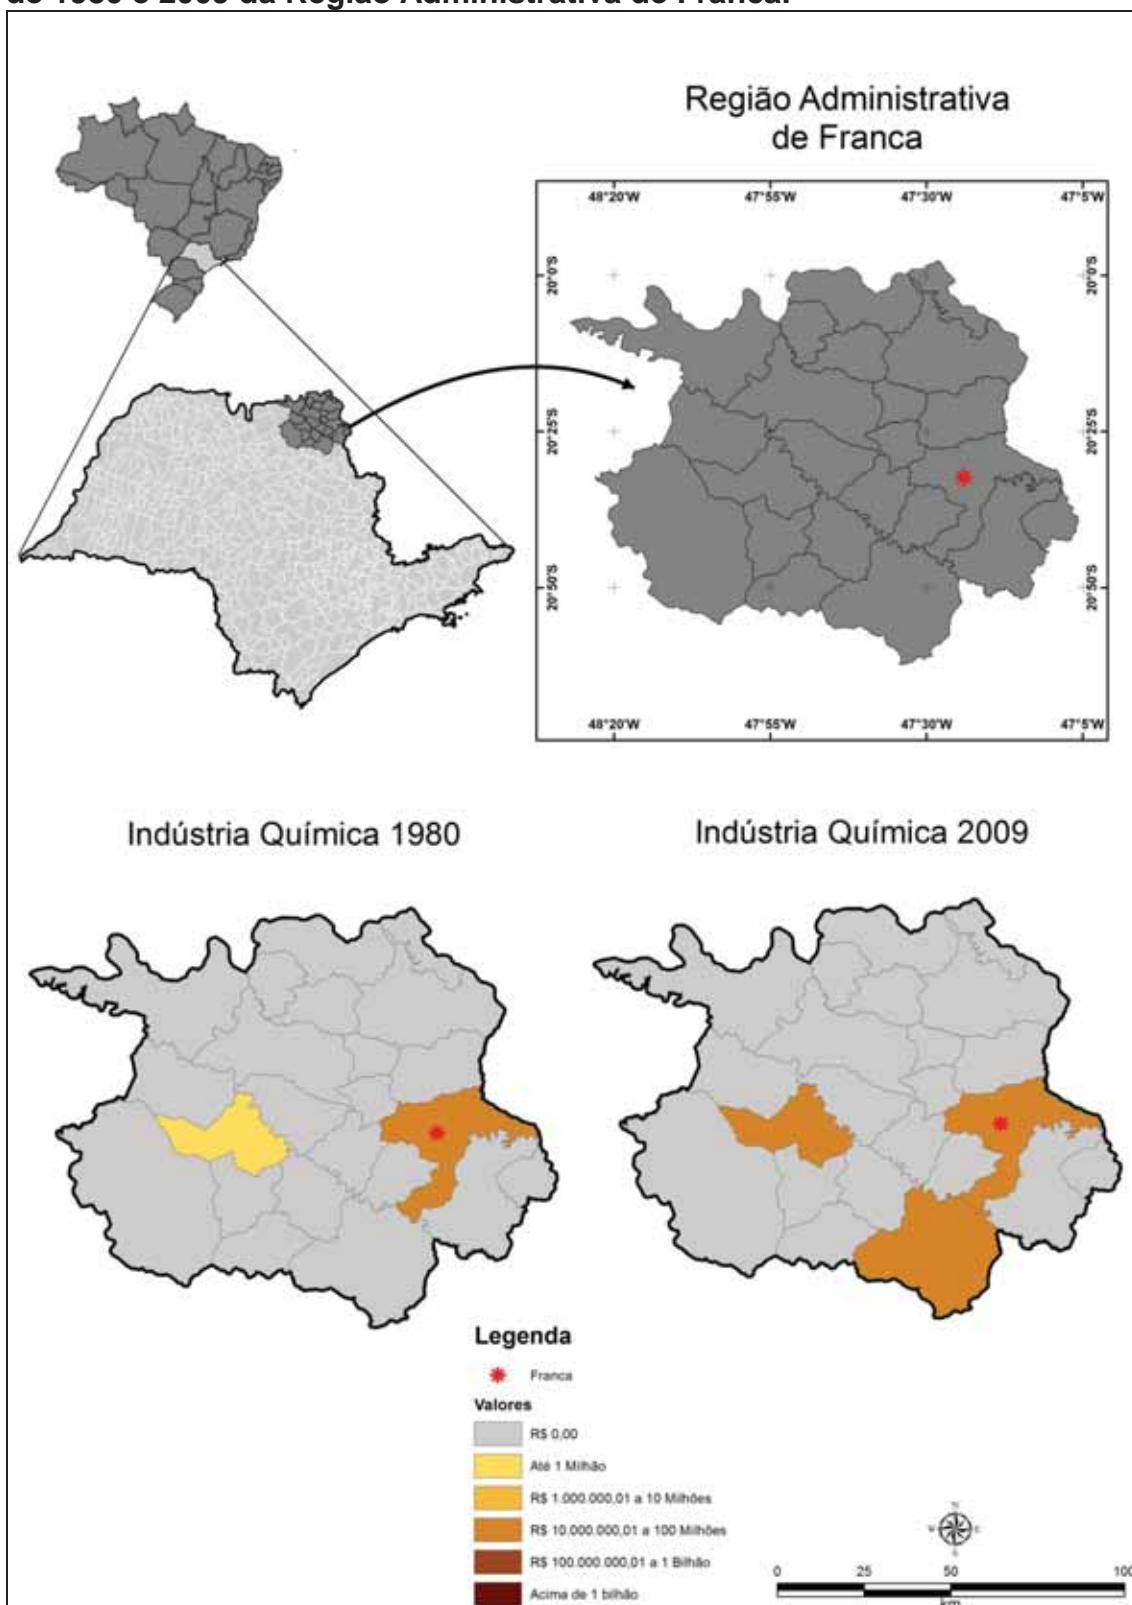 de 1980 e 2009 da Região Administrativa de Franca.
Região Administrativa
de Franca
48°20'W 47°55'W 47°30'W 47°5'W
20°0'S 20°0'S
20°25'S 20°25'S
20°50'S 20°50'S
48°20'W 47°55'W 47°30'W 47°5'W
Indústria Química 1980
Indústria Química 2009
Legenda
Franca
Valores
R$ 0,00
Até 1 Milhão
R$ 1.000.000,01 a 10 Milhões
R$ 10.000.000,01 a 100 Milhões
R$ 100.000.000,01 a 1 Bilhão
Acima de 1 bilhão
N
W E
S
0 25 50 100
km